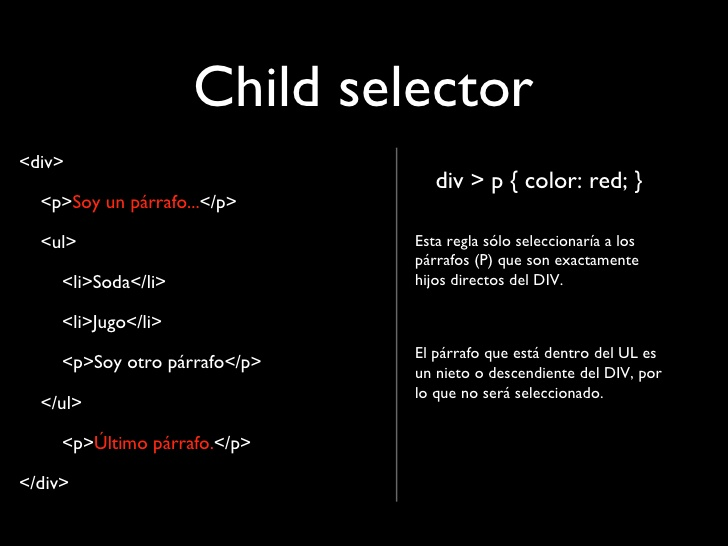 Child selector
<div>
<p>Soy un párrafo...</p>
<ul>
<li>Soda</li>
<li>Jugo</li>
<p>Soy otro párrafo</p>
</ul>
<p>Último párrafo.</p>
</div>
div > p { color: red; }
Esta regla sólo seleccionaría a los
párrafos (P) que son exactamente
hijos directos del DIV.
El párrafo que está dentro del UL es
un nieto o descendiente del DIV, por
lo que no será seleccionado.